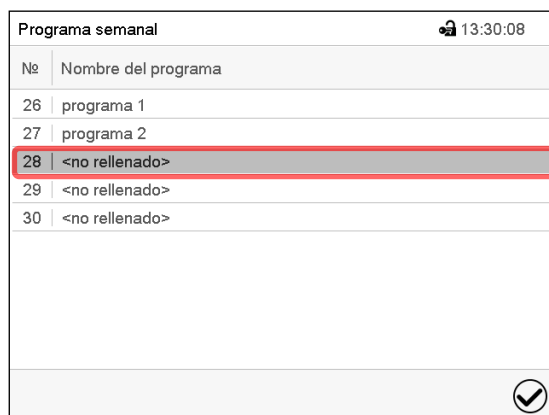 Programa semanal 13:30:08
№ Nombre del programa
26 programa 1
27 programa 2
28 <no rellenado>
29 <no rellenado>
30 <no rellenado>